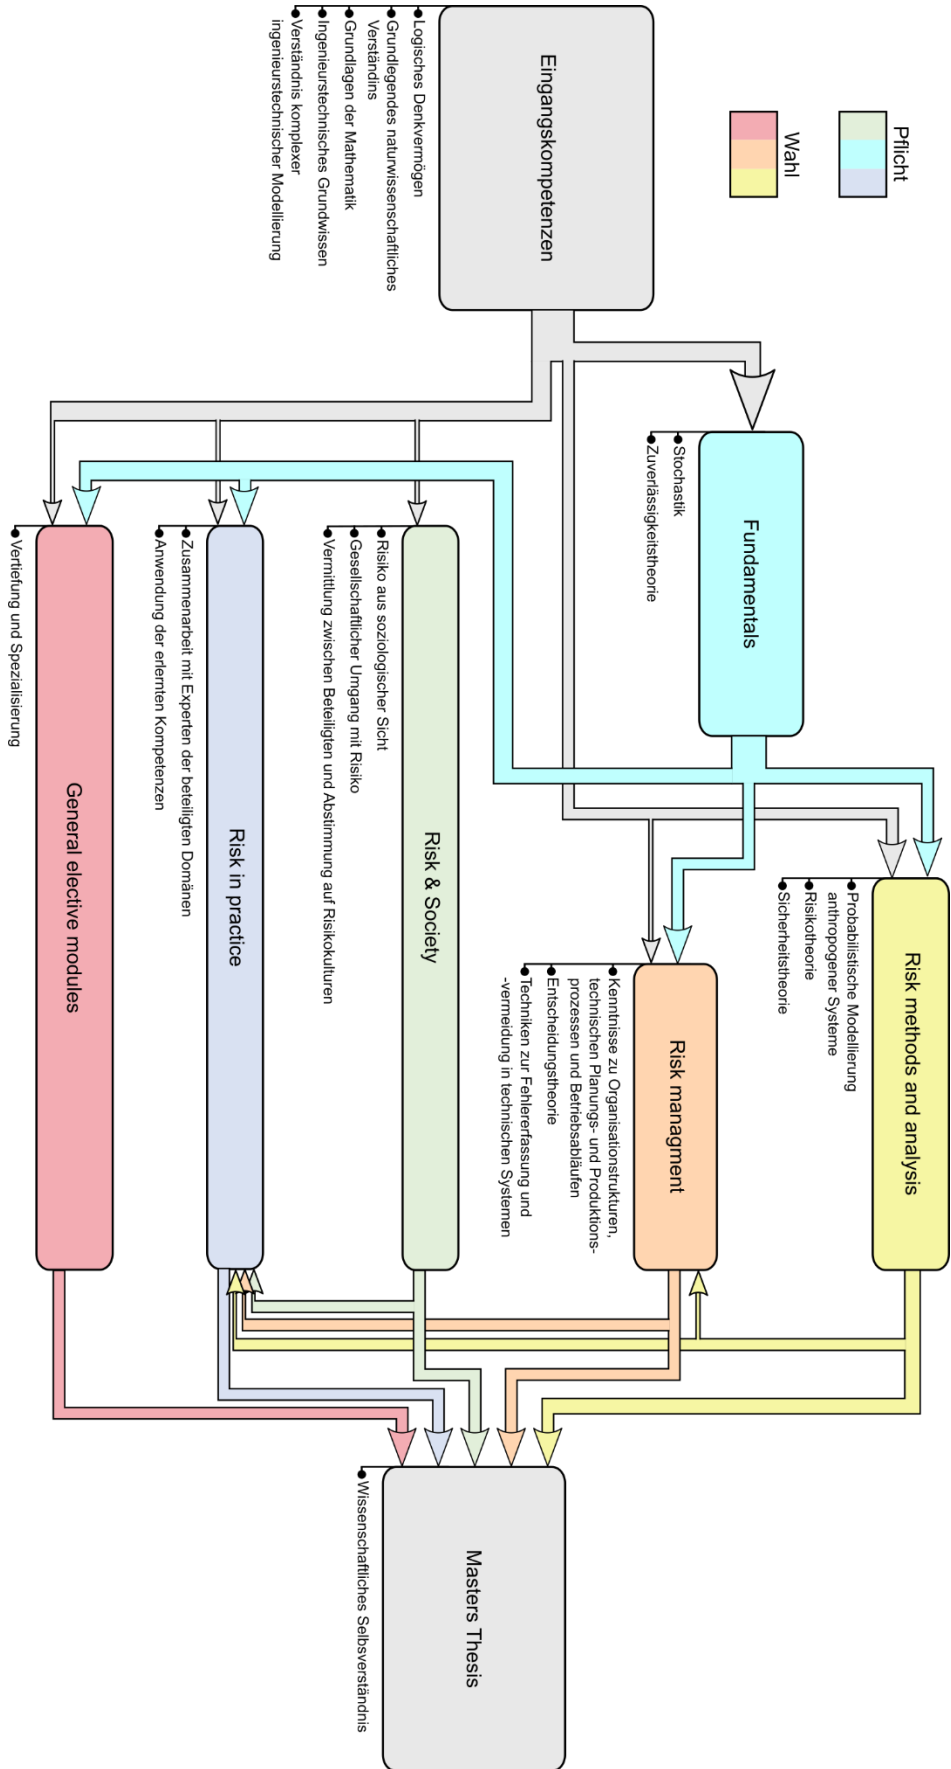 Pflicht
Wahl
Eingangskompetenzen
Logisches Denkvermögen
Grundlegendes naturwissenschaftliches
Verständins
Grundlagen der Mathematik
Ingenieurstechnisches Grundwissen
Verständnis komplexer
ingenieurstechnischer Modellierung
Fundamentals
Stochastik
Zuverlässigkeitstheorie
Risk methods and analysis
Probabilistische Modellierung
anthropogener Systeme
Risikotheorie
Sicherheitstheorie
Risk managment
Kenntnisse zu Organisationstrukturen,
technischen Planungs- und Produktions-
prozessen und Betriebsabläufen
Entscheidungstheorie
Techniken zur Fehlererfassung und
-vermeidung in technischen Systemen
Risk & Society
Risiko aus soziologischer Sicht
Gesellschaftlicher Umgang mit Risiko
Vermittlung zwischen Beteiligten und Abstimmung auf Risikokulturen
Risk in practice
Zusammenarbeit mit Experten der beteiligten Domänen
Anwendung der erlernten Kompetenzen
General elective modules
Vertiefung und Spezialisierung
Masters Thesis
Wissenschaftliches Selbsverständnis